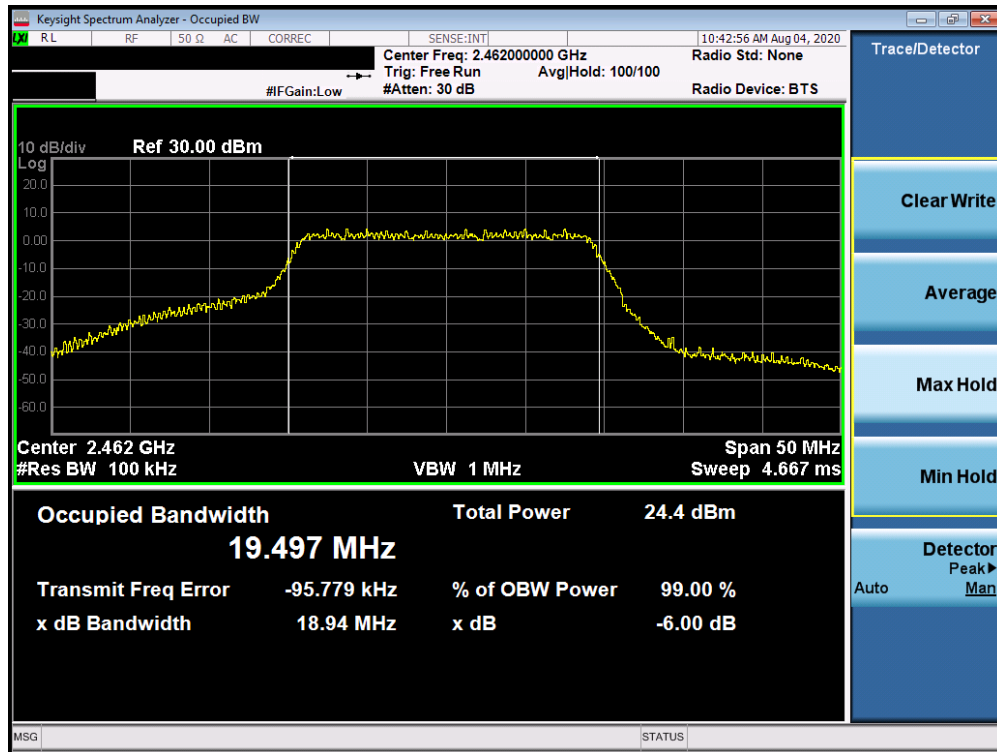 Keysight Spectrum Analyzer - Occupied BW
LXI RL RF 50 Ω AC CORREC SENSE:INT 10:42:56 AM Aug 04, 2020
Center Freq: 2.462000000 GHz Radio Std: None
Trig: Free Run Avg|Hold: 100/100
#IFGain:Low #Atten: 30 dB Radio Device: BTS
Trace/Detector
10 dB/div Ref 30.00 dBm
Log
20.0
10.0
0.00
-10.0
-20.0
-30.0
-40.0
-50.0
-60.0
Center 2.462 GHz Span 50 MHz
#Res BW 100 kHz VBW 1 MHz Sweep 4.667 ms
Occupied Bandwidth Total Power 24.4 dBm
19.497 MHz
Transmit Freq Error -95.779 kHz % of OBW Power 99.00 %
x dB Bandwidth 18.94 MHz x dB -6.00 dB
Clear Write
Average
Max Hold
Min Hold
Detector
Peak▶
Auto Man
MSG STATUS